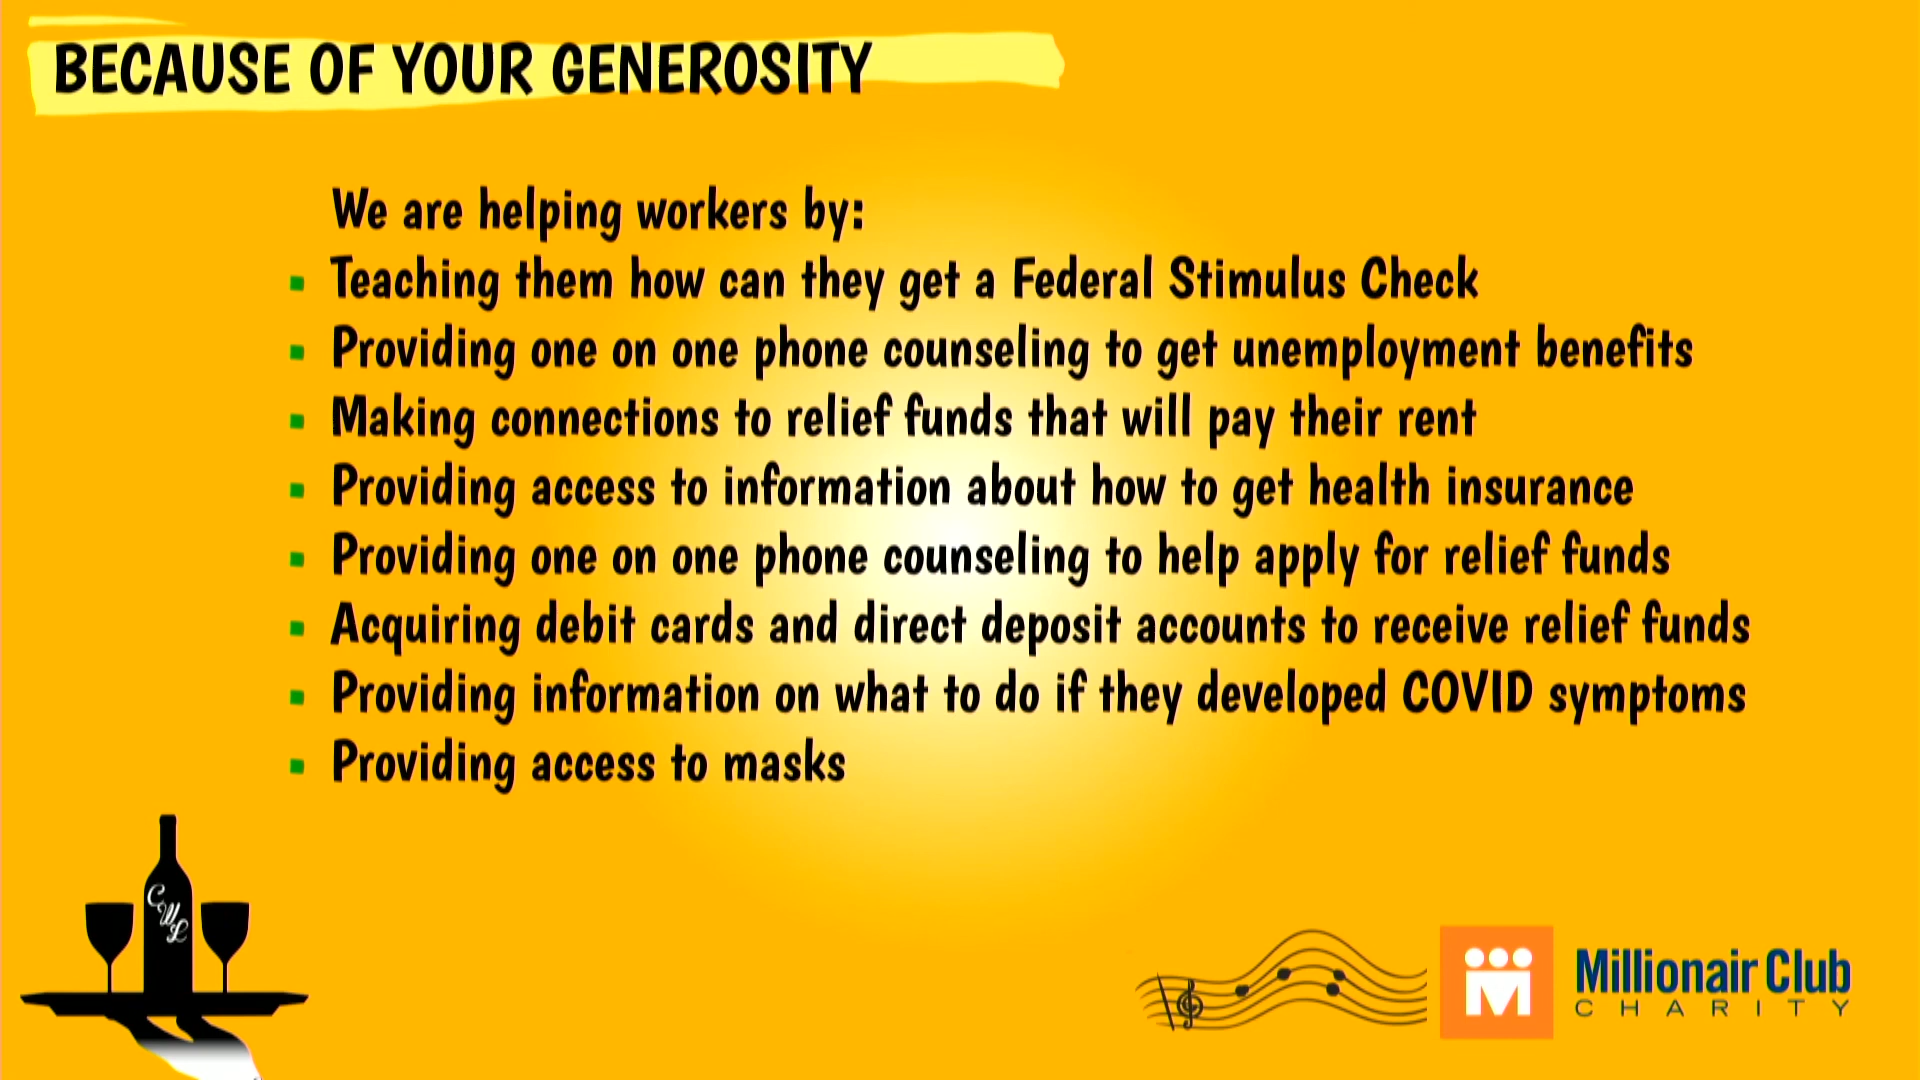 BECAUSE OF YOUR GENEROSITY
We are helping workers by:
Teaching them how can they get a Federal Stimulus Check
Providing one on one phone counseling to get unemployment benefits
Making connections to relief funds that will pay their rent
Providing access to information about how to get health insurance
Providing one on one phone counseling to help apply for relief funds
Acquiring debit cards and direct deposit accounts to receive relief funds
Providing information on what to do if they developed COVID symptoms
Providing access to masks
CWL
Millionair Club
CHARITY